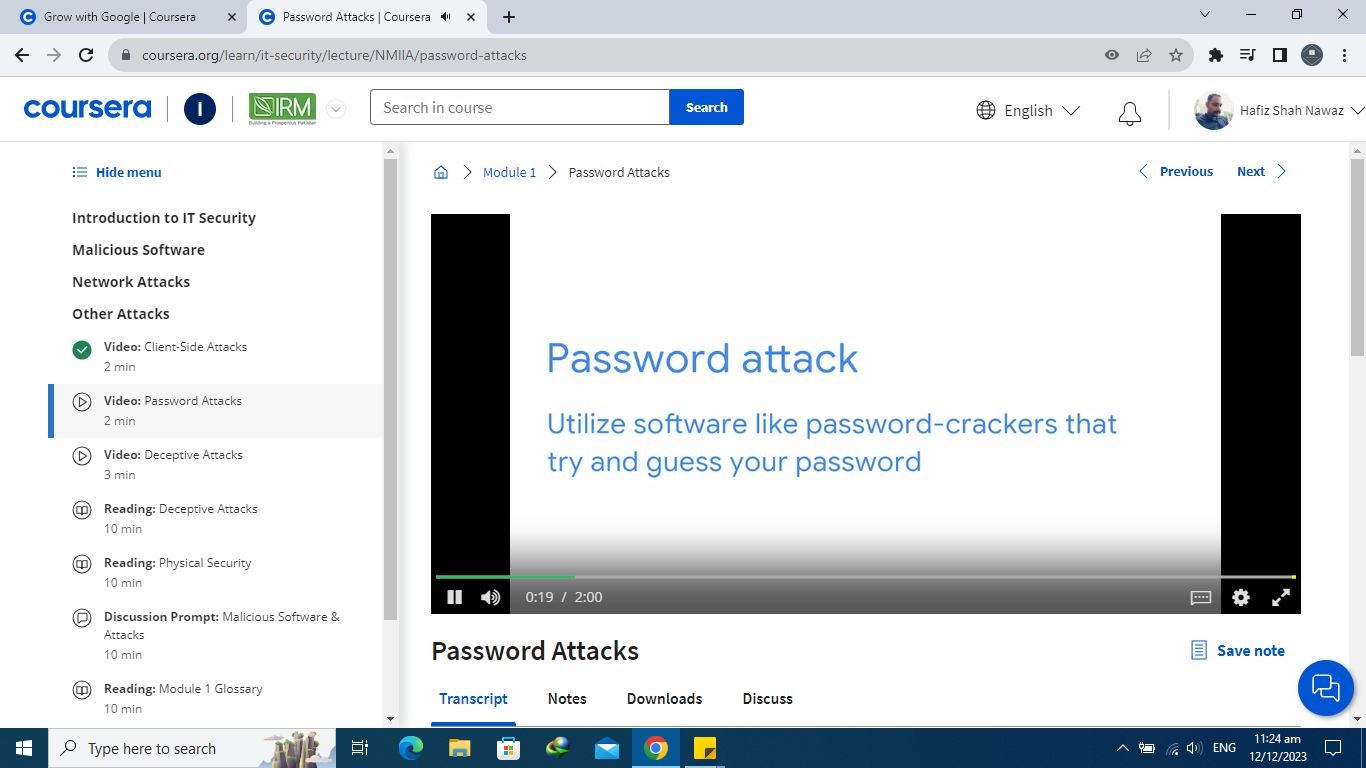 Grow with Google | Coursera
Password Attacks | Coursera
coursera.org/learn/it-security/lecture/NMIIA/password-attacks
coursera
I
IRM
Building a Prosperous Pakistan
Search in course
Search
English
Hafiz Shah Nawaz
Hide menu
Introduction to IT Security
Malicious Software
Network Attacks
Other Attacks
Video: Client-Side Attacks
2 min
Video: Password Attacks
2 min
Video: Deceptive Attacks
3 min
Reading: Deceptive Attacks
10 min
Reading: Physical Security
10 min
Discussion Prompt: Malicious Software &
Attacks
10 min
Reading: Module 1 Glossary
10 min
Module 1
Password Attacks
Previous
Next
Password attack
Utilize software like password-crackers that
try and guess your password
0:19 / 2:00
Password Attacks
Save note
Transcript
Notes
Downloads
Discuss
Type here to search
ENG
11:24 am
12/12/2023